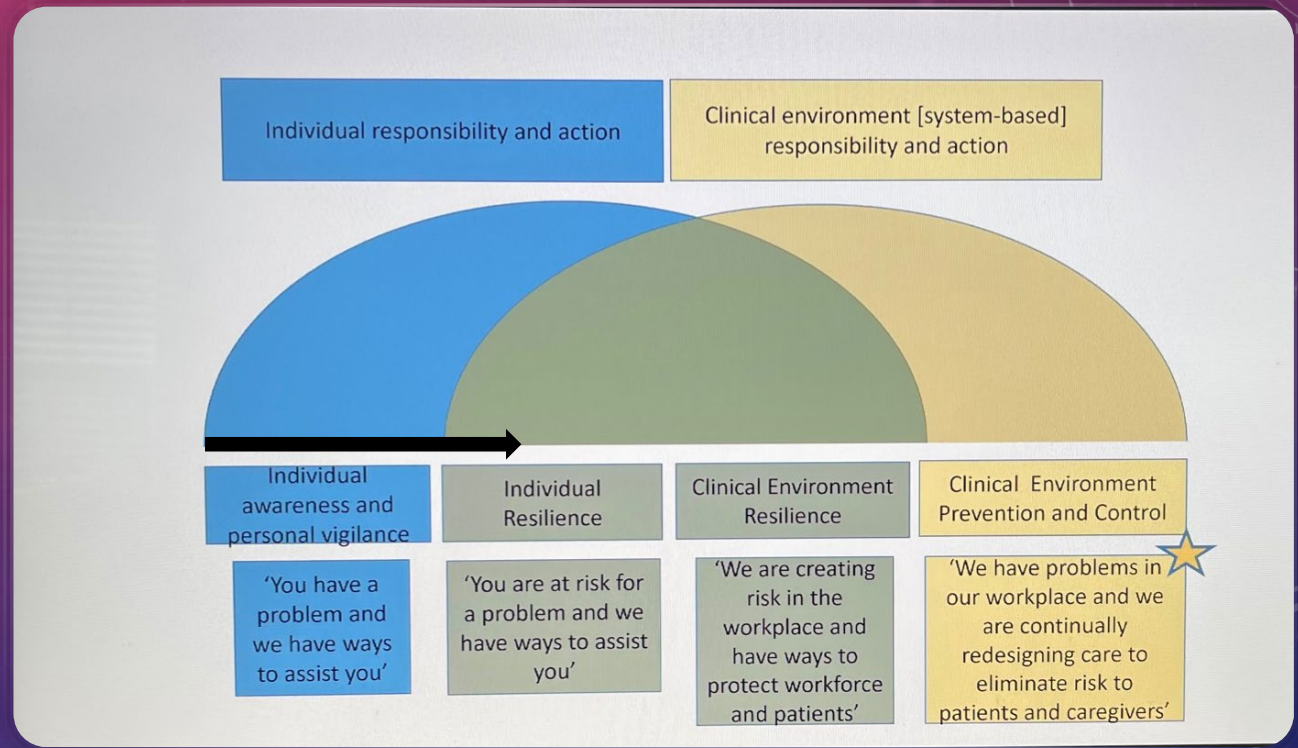 Individual responsibility and action
Clinical environment [system-based]
responsibility and action
Individual
awareness and
personal vigilance
Individual
Resilience
Clinical Environment
Resilience
Clinical Environment
Prevention and Control
‘You have a
problem and
we have ways
to assist you’
‘You are at risk for
a problem and we
have ways to assist
you’
‘We are creating
risk in the
workplace and
have ways to
protect workforce
and patients’
‘We have problems in
our workplace and we
are continually
redesigning care to
eliminate risk to
patients and caregivers’